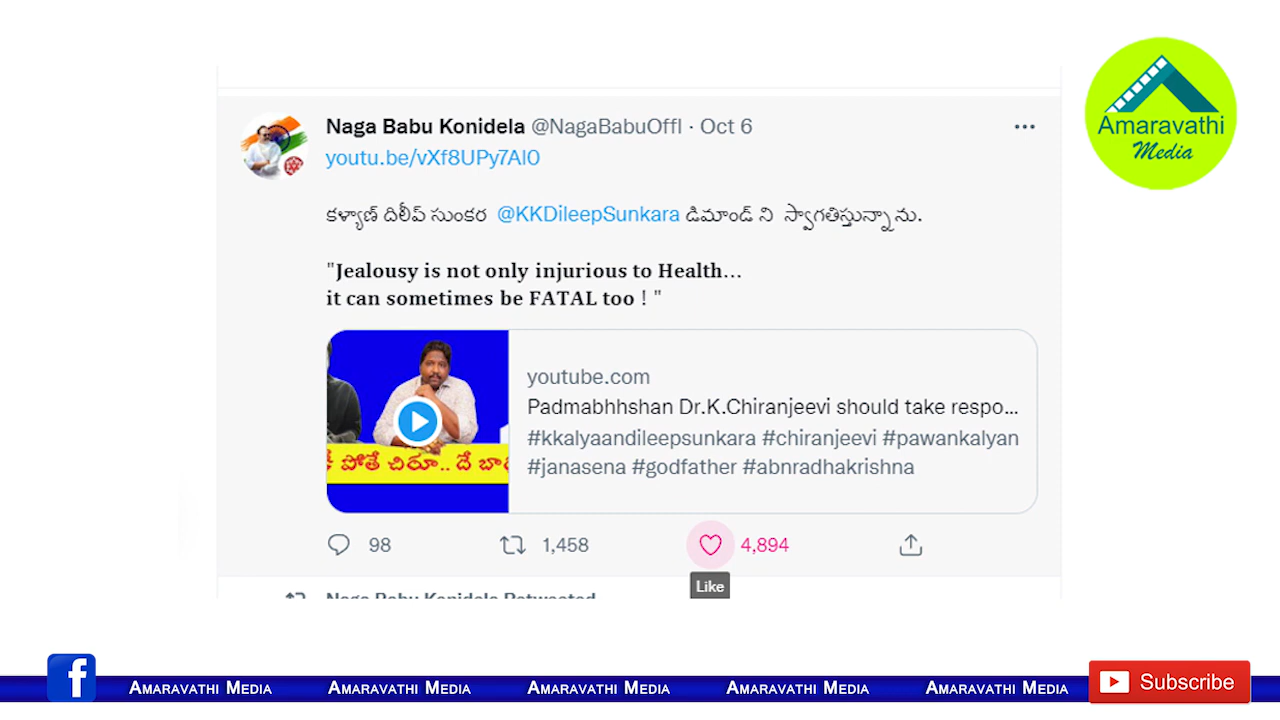 Naga Babu Konidela @NagaBabuOffl · Oct 6
youtu.be/vXf8UPy7Al0
కళ్యాణ్ దిలీప్ సుంకర @KKDileepSunkara డిమాండ్ ని స్వాగతిస్తున్నాను.
"Jealousy is not only injurious to Health...
it can sometimes be FATAL too ! "
youtube.com
Padmabhhshan Dr.K.Chiranjeevi should take respo...
#kkalyaandileepsunkara #chiranjeevi #pawankalyan
#janasena #godfather #abnradhakrishna
పోతే చిరూ.. దే
98 1,458 4,894
Like
Naga Babu Konidela Retweeted
Amaravathi
Media
f Amaravathi Media Amaravathi Media Amaravathi Media Amaravathi Media Amaravathi Media Subscribe